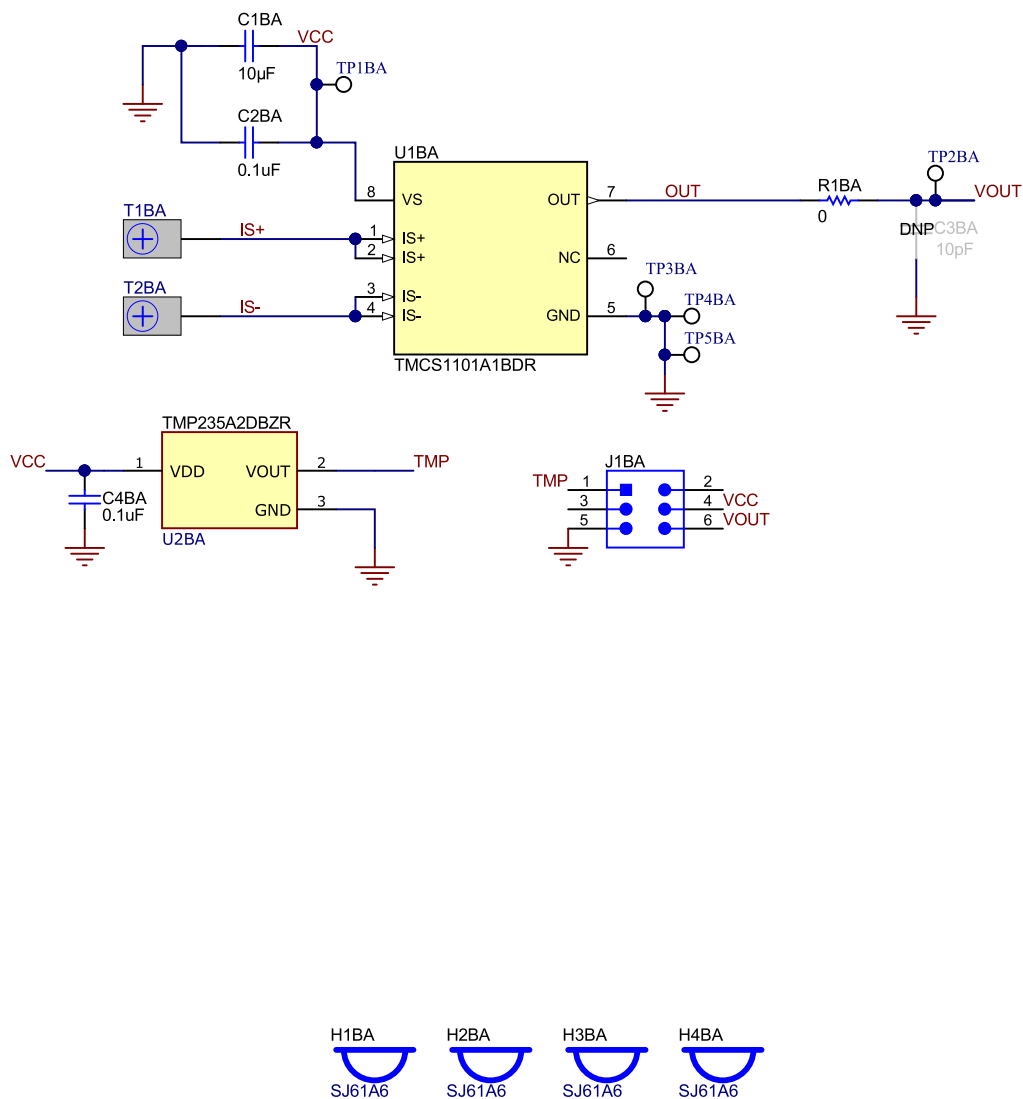 C1BA
VCC
10µF
TP1BA
C2BA
0.1uF
U1BA
8 VS
OUT 7
OUT
R1BA
0
TP2BA
VOUT
DNP
C3BA
10pF
T1BA
IS+
1 IS+
2 IS+
NC 6
T2BA
IS-
3 IS-
4 IS-
GND 5
TP3BA
TP4BA
TP5BA
TMCS1101A1BDR
TMP235A2DBZR
VCC
1 VDD
VOUT 2
TMP
GND 3
C4BA
0.1uF
U2BA
J1BA
TMP 1
2
3
4 VCC
5
6 VOUT
H1BA
H2BA
H3BA
H4BA
SJ61A6
SJ61A6
SJ61A6
SJ61A6